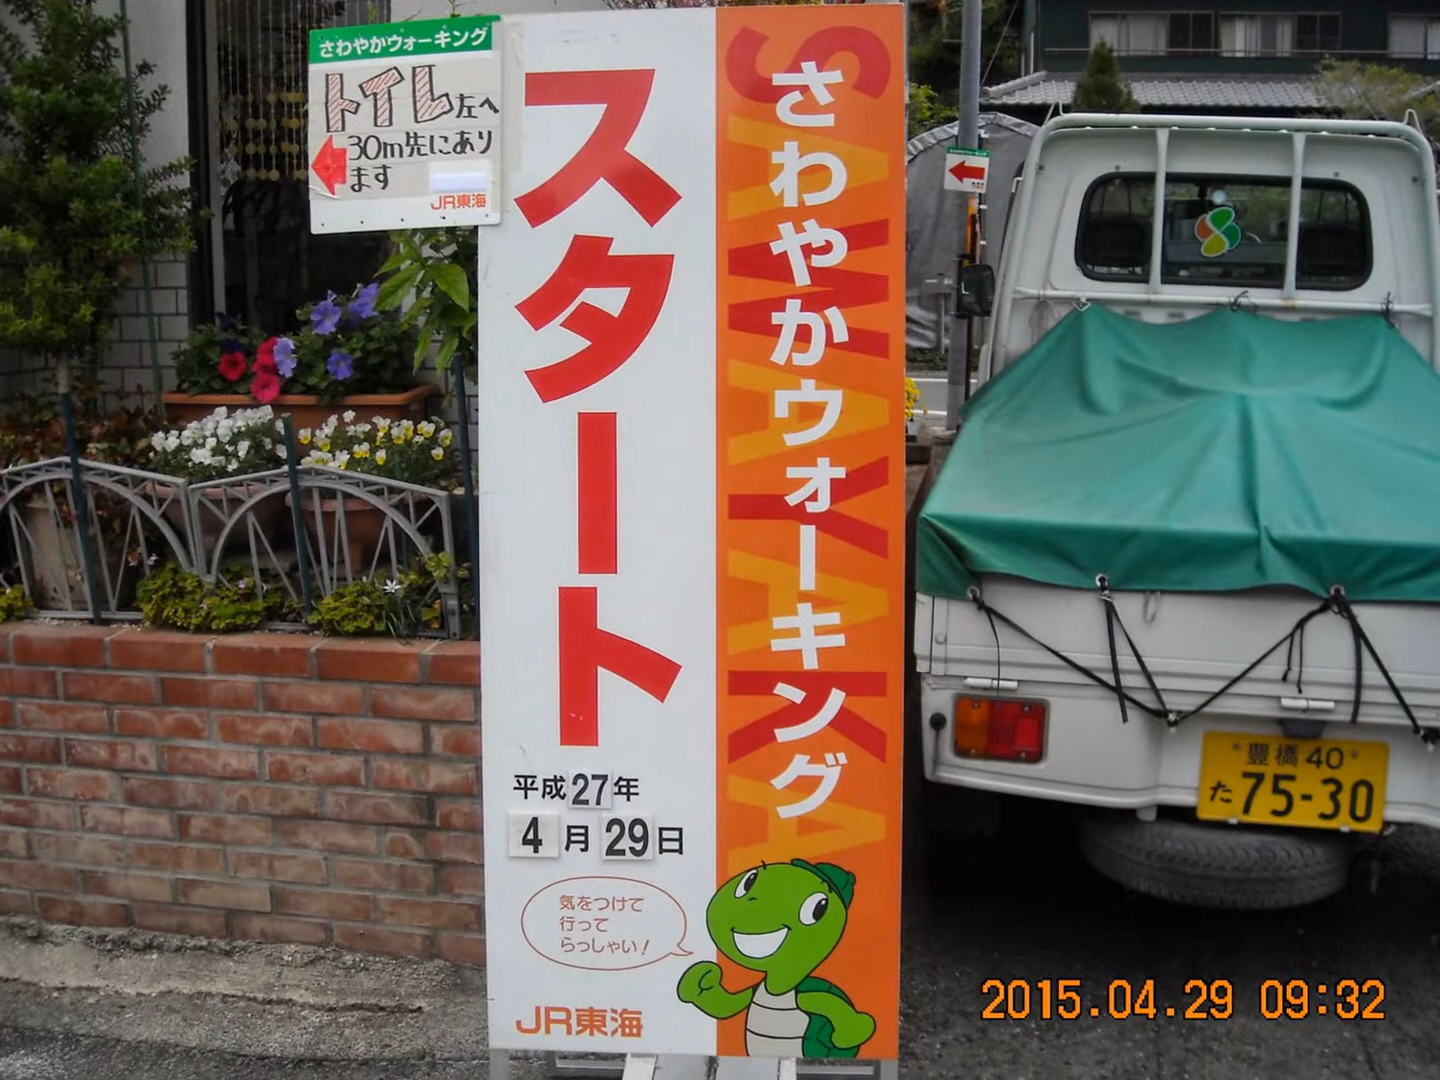 さわやかウォーキング
トイレ左へ
30m先にあり
ます
JR東海
スタート
平成27年
4月29日
気をつけて
行って
らっしゃい!
JR東海
さわやかウォーキング
SAWAYAKA
豊橋 40
た 75-30
2015.04.29 09:32